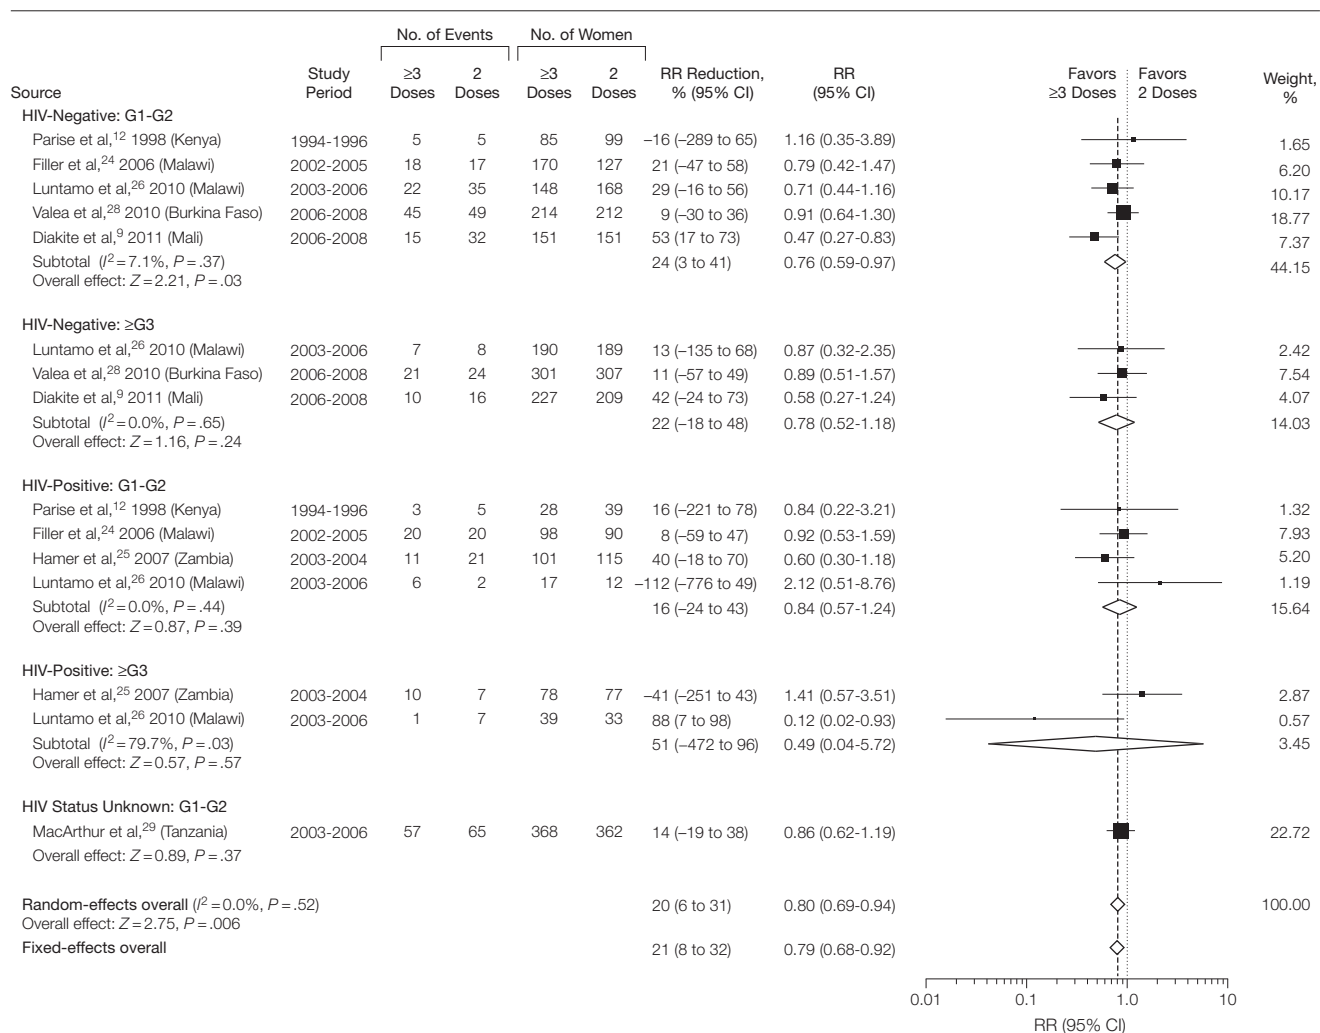 No. of Events No. of Women
Source Study Period ≥3 Doses 2 Doses ≥3 Doses 2 Doses RR Reduction, % (95% CI) RR (95% CI) Favors ≥3 Doses Favors 2 Doses Weight, %
HIV-Negative: G1-G2
Parise et al,12 1998 (Kenya) 1994-1996 5 5 85 99 –16 (–289 to 65) 1.16 (0.35-3.89) 1.65
Filler et al,24 2006 (Malawi) 2002-2005 18 17 170 127 21 (–47 to 58) 0.79 (0.42-1.47) 6.20
Luntamo et al,26 2010 (Malawi) 2003-2006 22 35 148 168 29 (–16 to 56) 0.71 (0.44-1.16) 10.17
Valea et al,28 2010 (Burkina Faso) 2006-2008 45 49 214 212 9 (–30 to 36) 0.91 (0.64-1.30) 18.77
Diakite et al,9 2011 (Mali) 2006-2008 15 32 151 151 53 (17 to 73) 0.47 (0.27-0.83) 7.37
Subtotal (I2 = 7.1%, P = .37) 24 (3 to 41) 0.76 (0.59-0.97) 44.15
Overall effect: Z = 2.21, P = .03
HIV-Negative: ≥G3
Luntamo et al,26 2010 (Malawi) 2003-2006 7 8 190 189 13 (–135 to 68) 0.87 (0.32-2.35) 2.42
Valea et al,28 2010 (Burkina Faso) 2006-2008 21 24 301 307 11 (–57 to 49) 0.89 (0.51-1.57) 7.54
Diakite et al,9 2011 (Mali) 2006-2008 10 16 227 209 42 (–24 to 73) 0.58 (0.27-1.24) 4.07
Subtotal (I2 = 0.0%, P = .65) 22 (–18 to 48) 0.78 (0.52-1.18) 14.03
Overall effect: Z = 1.16, P = .24
HIV-Positive: G1-G2
Parise et al,12 1998 (Kenya) 1994-1996 3 5 28 39 16 (–221 to 78) 0.84 (0.22-3.21) 1.32
Filler et al,24 2006 (Malawi) 2002-2005 20 20 98 90 8 (–59 to 47) 0.92 (0.53-1.59) 7.93
Hamer et al,25 2007 (Zambia) 2003-2004 11 21 101 115 40 (–18 to 70) 0.60 (0.30-1.18) 5.20
Luntamo et al,26 2010 (Malawi) 2003-2006 6 2 17 12 –112 (–776 to 49) 2.12 (0.51-8.76) 1.19
Subtotal (I2 = 0.0%, P = .44) 16 (–24 to 43) 0.84 (0.57-1.24) 15.64
Overall effect: Z = 0.87, P = .39
HIV-Positive: ≥G3
Hamer et al,25 2007 (Zambia) 2003-2004 10 7 78 77 –41 (–251 to 43) 1.41 (0.57-3.51) 2.87
Luntamo et al,26 2010 (Malawi) 2003-2006 1 7 39 33 88 (7 to 98) 0.12 (0.02-0.93) 0.57
Subtotal (I2 = 79.7%, P = .03) 51 (–472 to 96) 0.49 (0.04-5.72) 3.45
Overall effect: Z = 0.57, P = .57
HIV Status Unknown: G1-G2
MacArthur et al,29 (Tanzania) 2003-2006 57 65 368 362 14 (–19 to 38) 0.86 (0.62-1.19) 22.72
Overall effect: Z = 0.89, P = .37
Random-effects overall (I2 = 0.0%, P = .52) 20 (6 to 31) 0.80 (0.69-0.94) 100.00
Overall effect: Z = 2.75, P = .006
Fixed-effects overall 21 (8 to 32) 0.79 (0.68-0.92)
0.01 0.1 1.0 10
RR (95% CI)